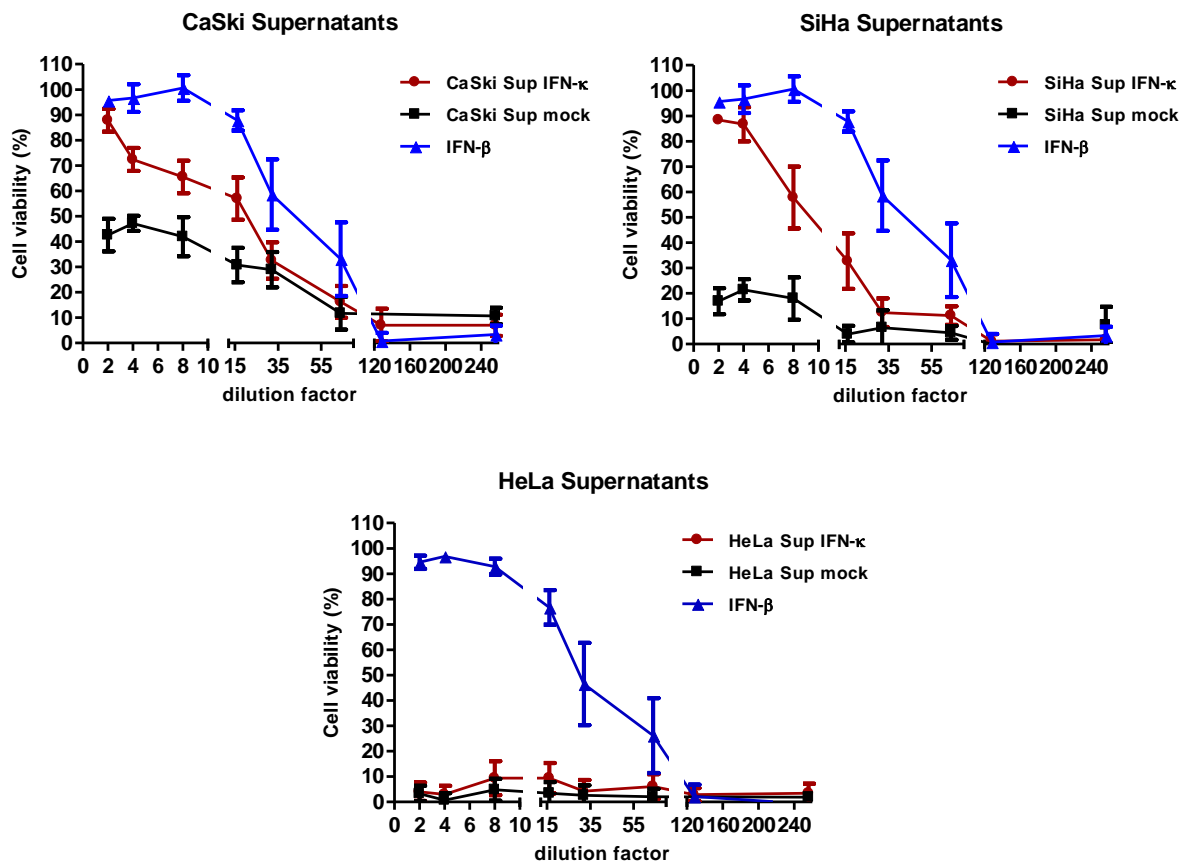 CaSki Supernatants
110
100
90
80
70
60
50
40
30
20
10
0
Cell viability (%)
0 2 4 6 8 10 15 35 55 120 160 200 240
dilution factor
CaSki Sup IFN-κ
CaSki Sup mock
IFN-β
SiHa Supernatants
110
100
90
80
70
60
50
40
30
20
10
0
Cell viability (%)
0 2 4 6 8 10 15 35 55 120 160 200 240
dilution factor
SiHa Sup IFN-κ
SiHa Sup mock
IFN-β
HeLa Supernatants
110
100
90
80
70
60
50
40
30
20
10
0
Cell viability (%)
0 2 4 6 8 10 15 35 55 120 160 200 240
dilution factor
HeLa Sup IFN-κ
HeLa Sup mock
IFN-β